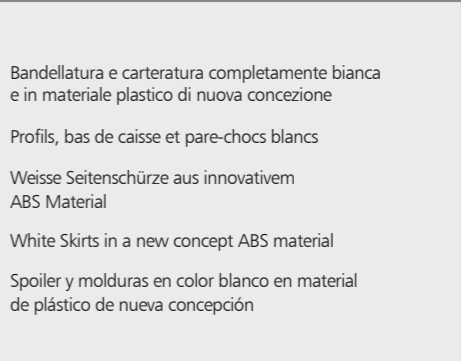 Bandellatura e carteratura completamente bianca
e in materiale plastico di nuova concezione
Profils, bas de caisse et pare-chocs blancs
Weisse Seitenschürze aus innovativem
ABS Material
White Skirts in a new concept ABS material
Spoiler y molduras en color blanco en material
de plástico de nueva concepción